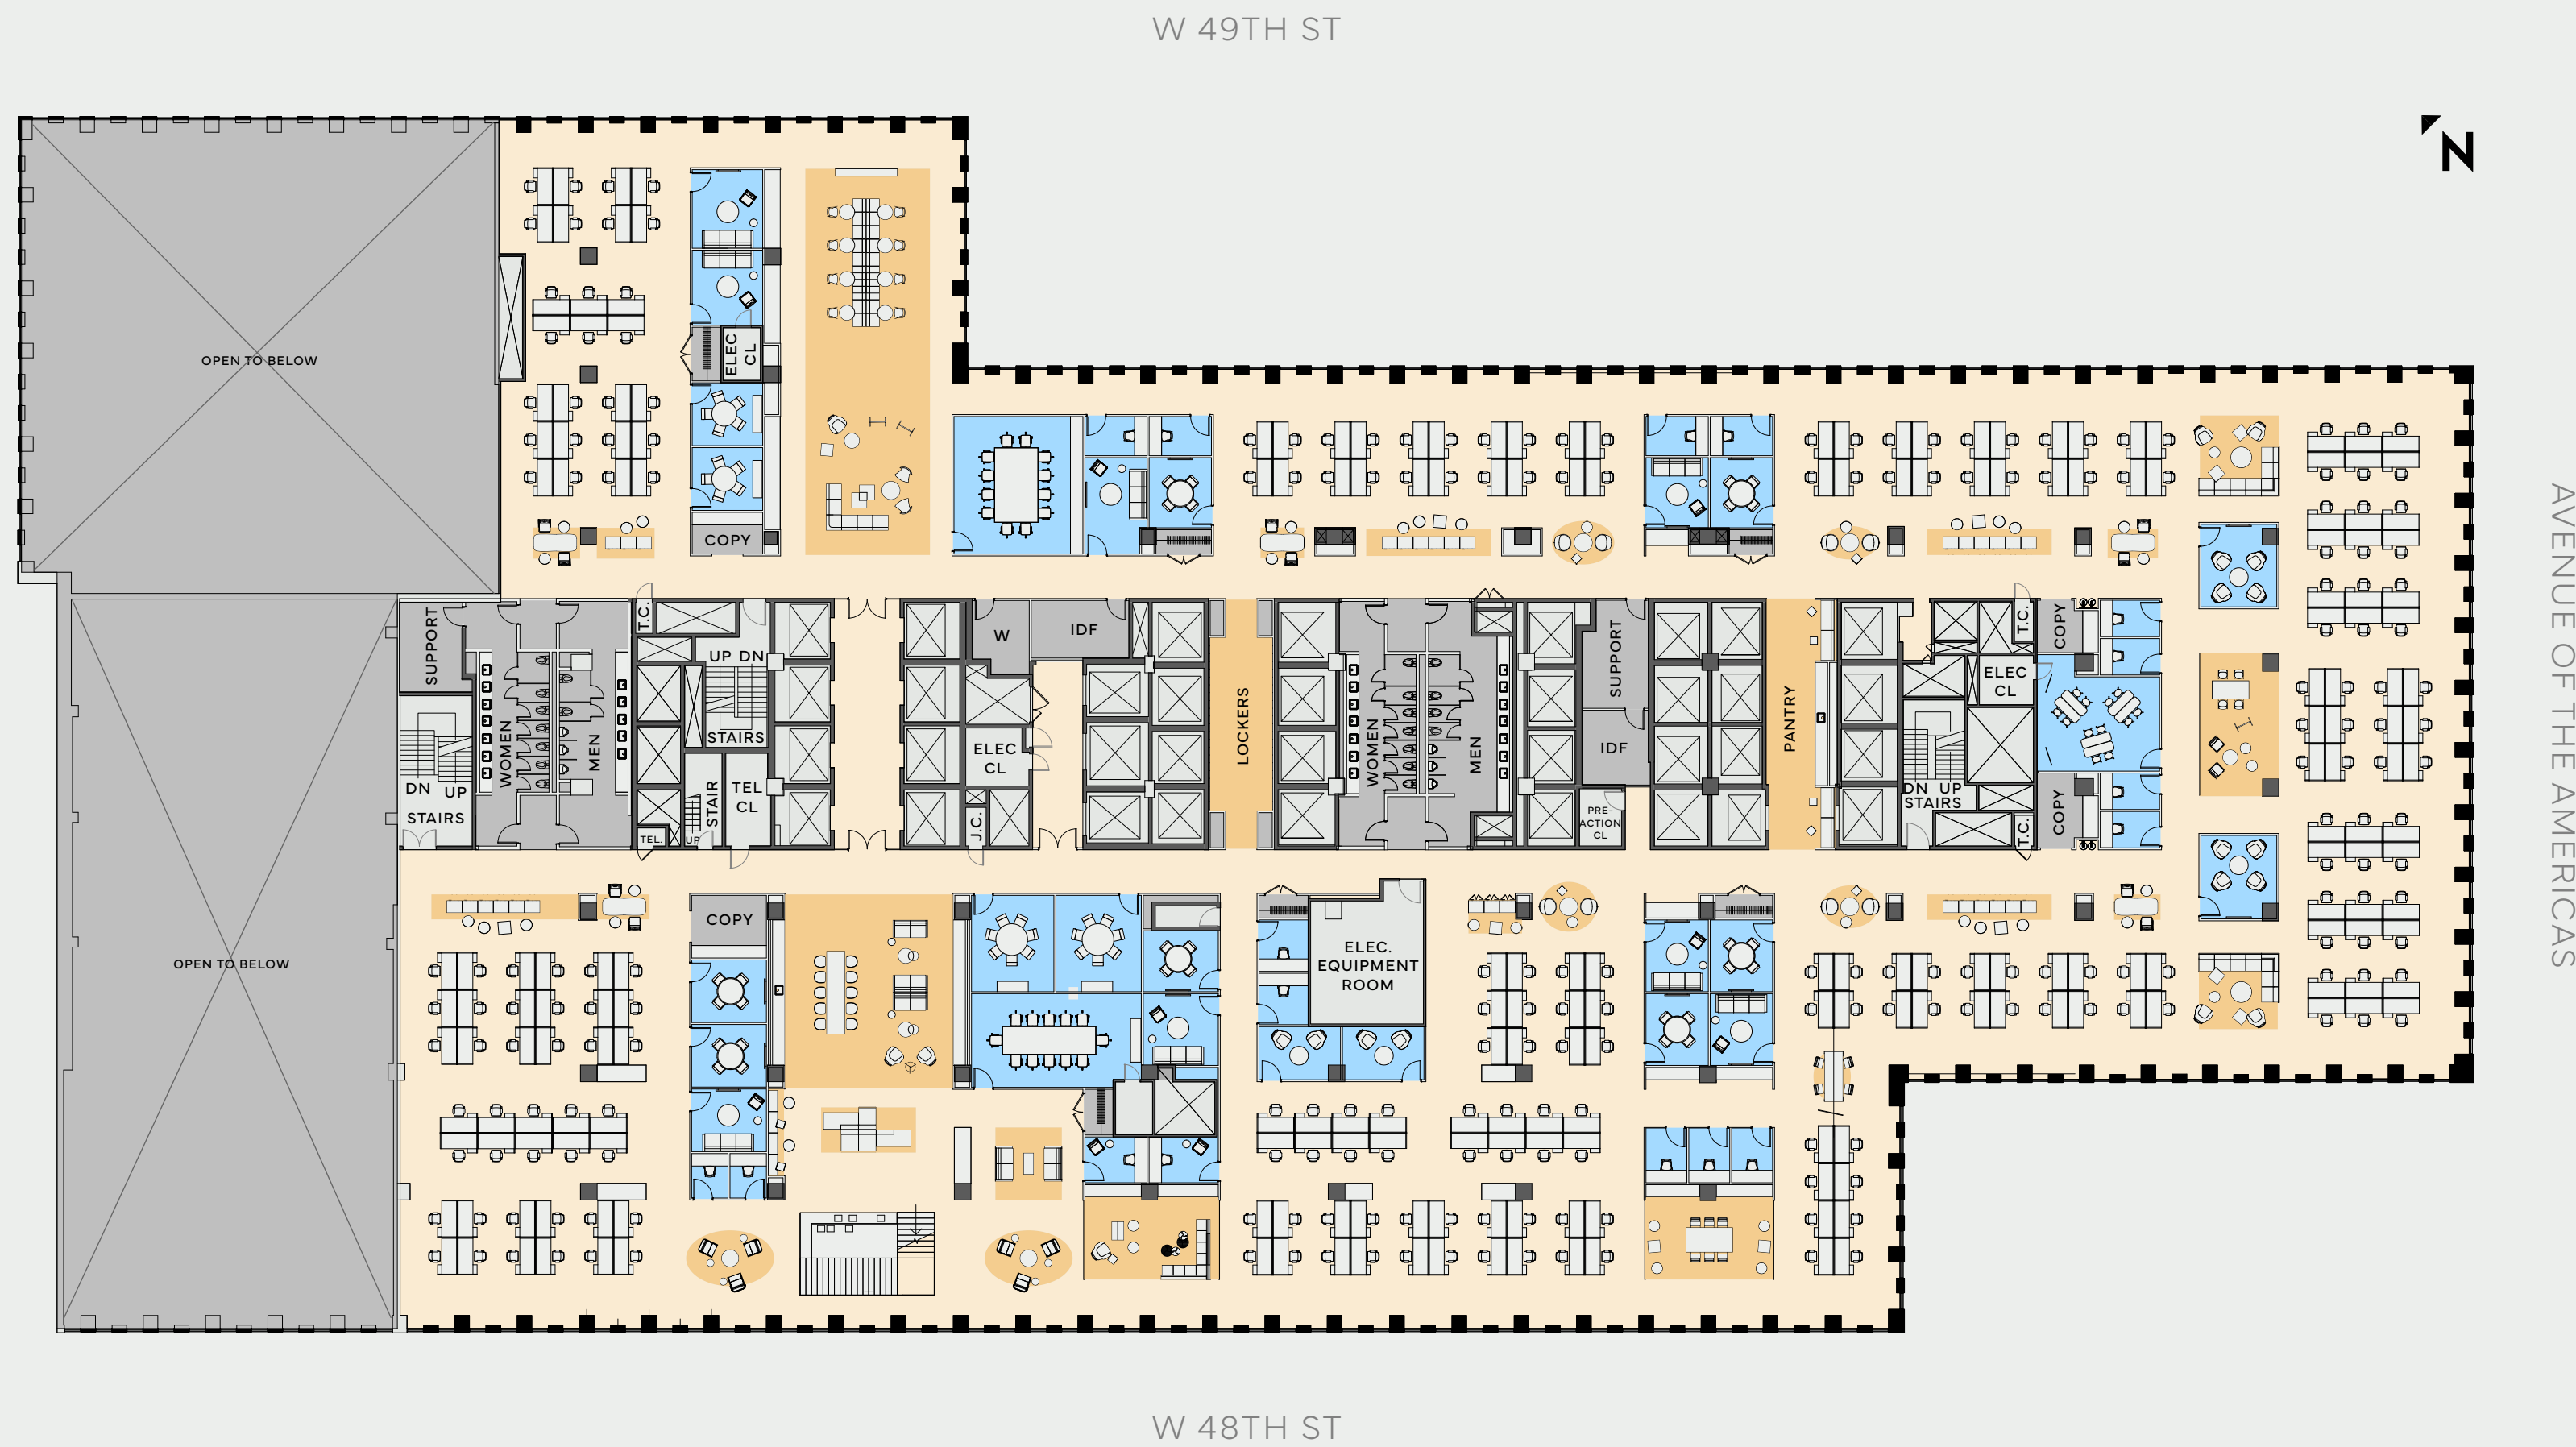 W 49TH ST
N
OPEN TO BELOW
ELEC
CL
COPY
AVENUE OF THE AMERICAS
SUPPORT
T.C.
UP DN
STAIRS
WOMEN
MEN
DN UP
STAIRS
STAIR
UP
TEL
CL
TEL.
W
IDF
ELEC
CL
J.C.
LOCKERS
WOMEN
MEN
SUPPORT
IDF
PRE-
ACTION
CL
PANTRY
T.C.
ELEC
CL
DN UP
STAIRS
T.C.
COPY
COPY
OPEN TO BELOW
COPY
ELEC.
EQUIPMENT
ROOM
W 48TH ST